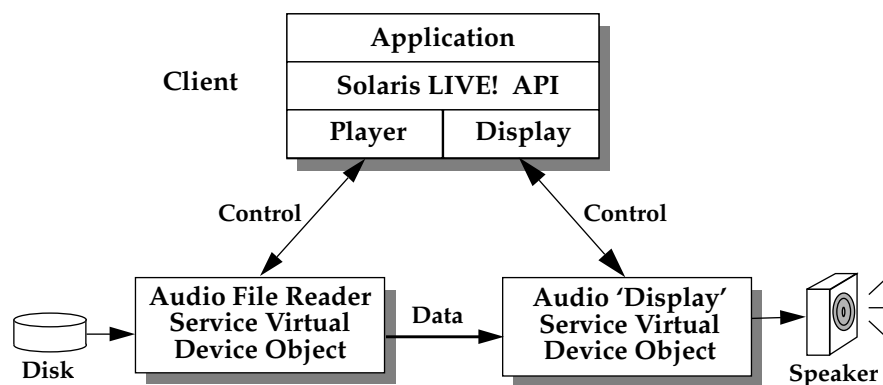 Application
Client
Solaris LIVE! API
Player
Display
Control
Control
Audio File Reader
Service Virtual
Device Object
Data
Audio ‘Display’
Service Virtual
Device Object
Disk
Speaker